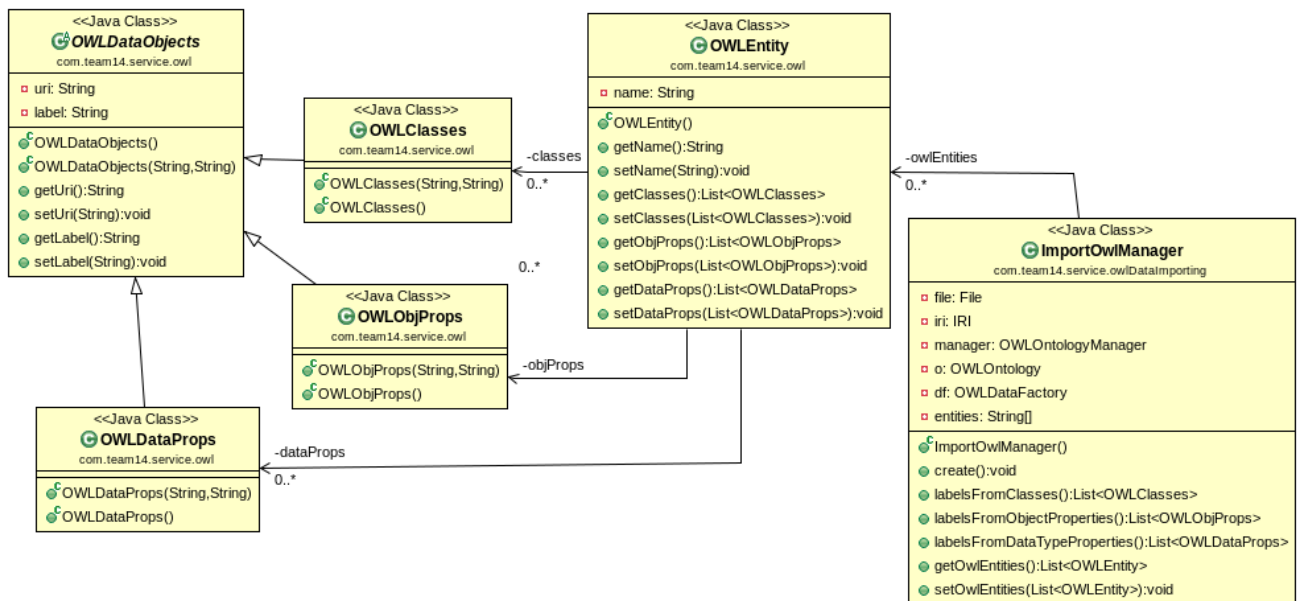 <<Java Class>>
OWLDataObjects
com.team14.service.owl
uri: String
label: String
OWLDataObjects()
OWLDataObjects(String,String)
getUri():String
setUri(String):void
getLabel():String
setLabel(String):void
<<Java Class>>
OWLClasses
com.team14.service.owl
OWLClasses(String,String)
OWLClasses()
<<Java Class>>
OWLObjProps
com.team14.service.owl
OWLObjProps(String,String)
OWLObjProps()
<<Java Class>>
OWLDataProps
com.team14.service.owl
OWLDataProps(String,String)
OWLDataProps()
-classes
0..*
0..*
-objProps
-dataProps
0..*
<<Java Class>>
OWLEntity
com.team14.service.owl
name: String
OWLEntity()
getName():String
setName(String):void
getClasses():List<OWLClasses>
setClasses(List<OWLClasses>):void
getObjProps():List<OWLObjProps>
setObjProps(List<OWLObjProps>):void
getDataProps():List<OWLDataProps>
setDataProps(List<OWLDataProps>):void
-owlEntities
0..*
<<Java Class>>
ImportOwlManager
com.team14.service.owlDataImporting
file: File
iri: IRI
manager: OWLOntologyManager
o: OWLOntology
df: OWLDataFactory
entities: String[]
ImportOwlManager()
create():void
labelsFromClasses():List<OWLClasses>
labelsFromObjectProperties():List<OWLObjProps>
labelsFromDataTypeProperties():List<OWLDataProps>
getOwlEntities():List<OWLEntity>
setOwlEntities(List<OWLEntity>):void